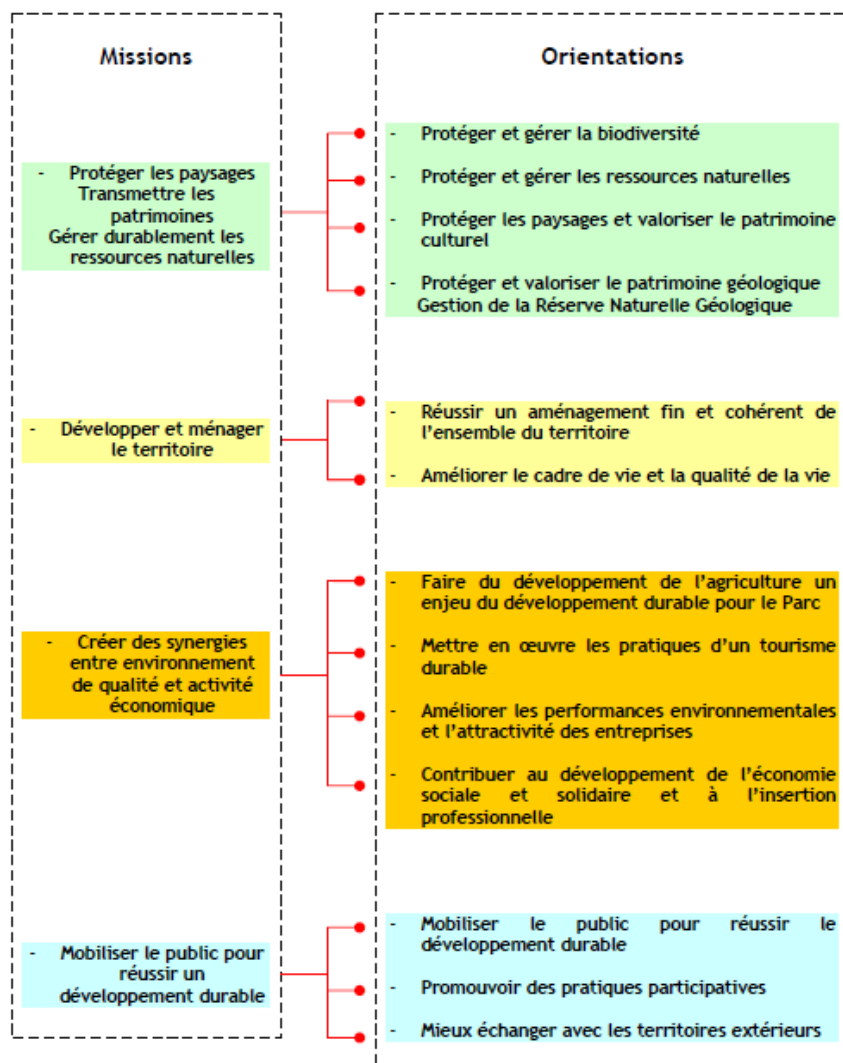 Missions
- Protéger les paysages
Transmettre les
patrimoines
Gérer durablement les
ressources naturelles
- Développer et ménager
le territoire
- Créer des synergies
entre environnement
de qualité et activité
économique
- Mobiliser le public pour
réussir un
développement durable
Orientations
- Protéger et gérer la biodiversité
- Protéger et gérer les ressources naturelles
- Protéger les paysages et valoriser le patrimoine
culturel
- Protéger et valoriser le patrimoine géologique
Gestion de la Réserve Naturelle Géologique
- Réussir un aménagement fin et cohérent de
l'ensemble du territoire
- Améliorer le cadre de vie et la qualité de la vie
- Faire du développement de l'agriculture un
enjeu du développement durable pour le Parc
- Mettre en œuvre les pratiques d'un tourisme
durable
- Améliorer les performances environnementales
et l'attractivité des entreprises
- Contribuer au développement de l'économie
sociale et solidaire et à l'insertion
professionnelle
- Mobiliser le public pour réussir le
développement durable
- Promouvoir des pratiques participatives
- Mieux échanger avec les territoires extérieurs